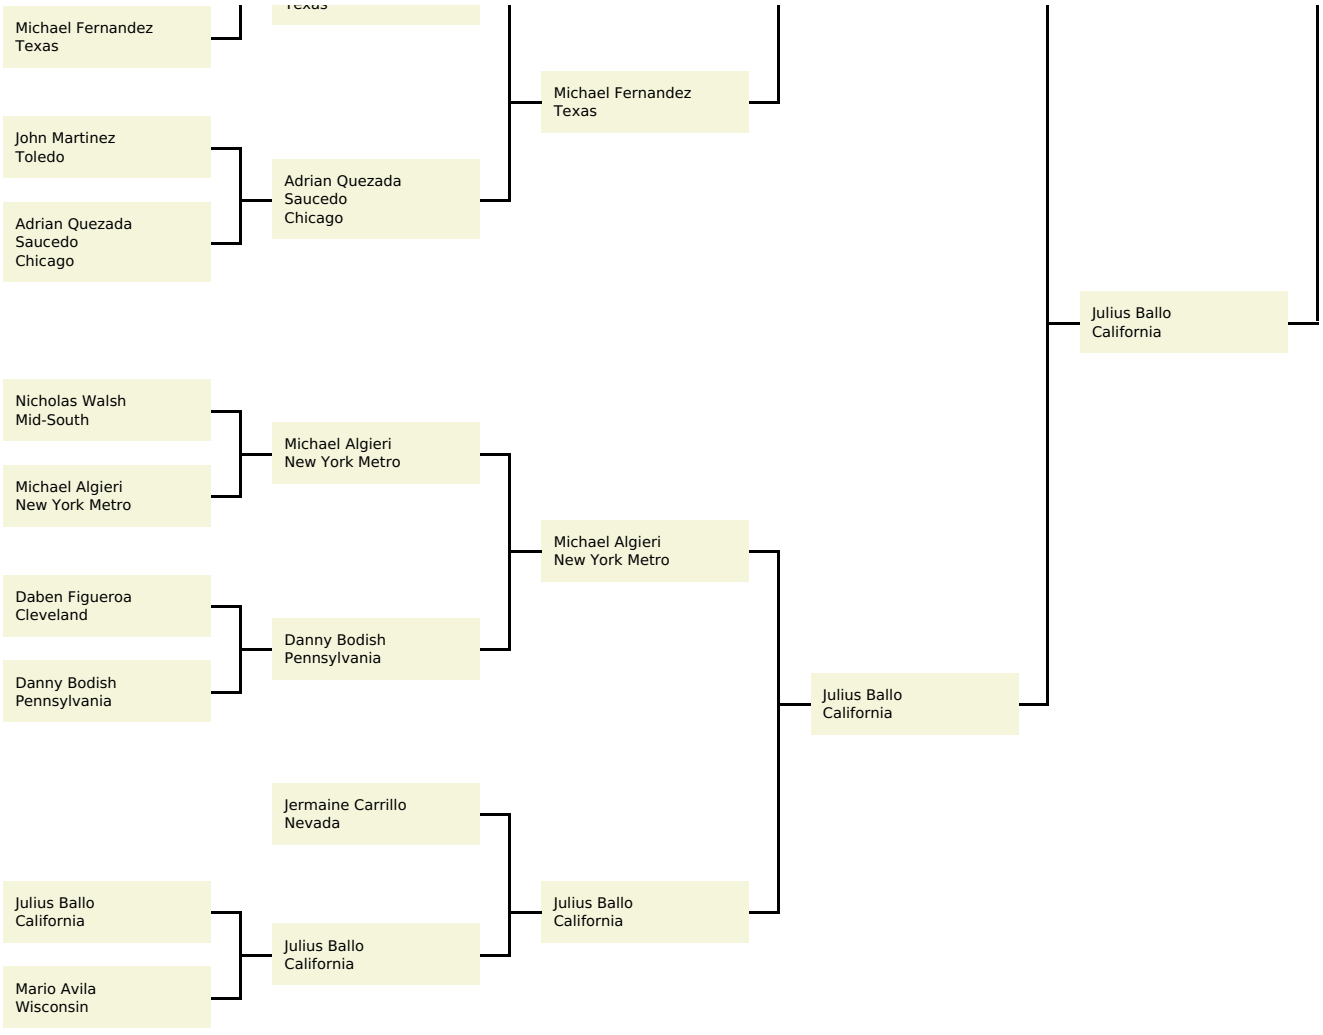 Michael Fernandez
Texas
John Martinez
Toledo
Adrian Quezada
Saucedo
Chicago
Nicholas Walsh
Mid-South
Michael Algieri
New York Metro
Daben Figueroa
Cleveland
Danny Bodish
Pennsylvania
Julius Ballo
California
Mario Avila
Wisconsin
Texas
Adrian Quezada
Saucedo
Chicago
Michael Algieri
New York Metro
Danny Bodish
Pennsylvania
Jermaine Carrillo
Nevada
Julius Ballo
California
Michael Fernandez
Texas
Michael Algieri
New York Metro
Julius Ballo
California
Julius Ballo
California
Julius Ballo
California